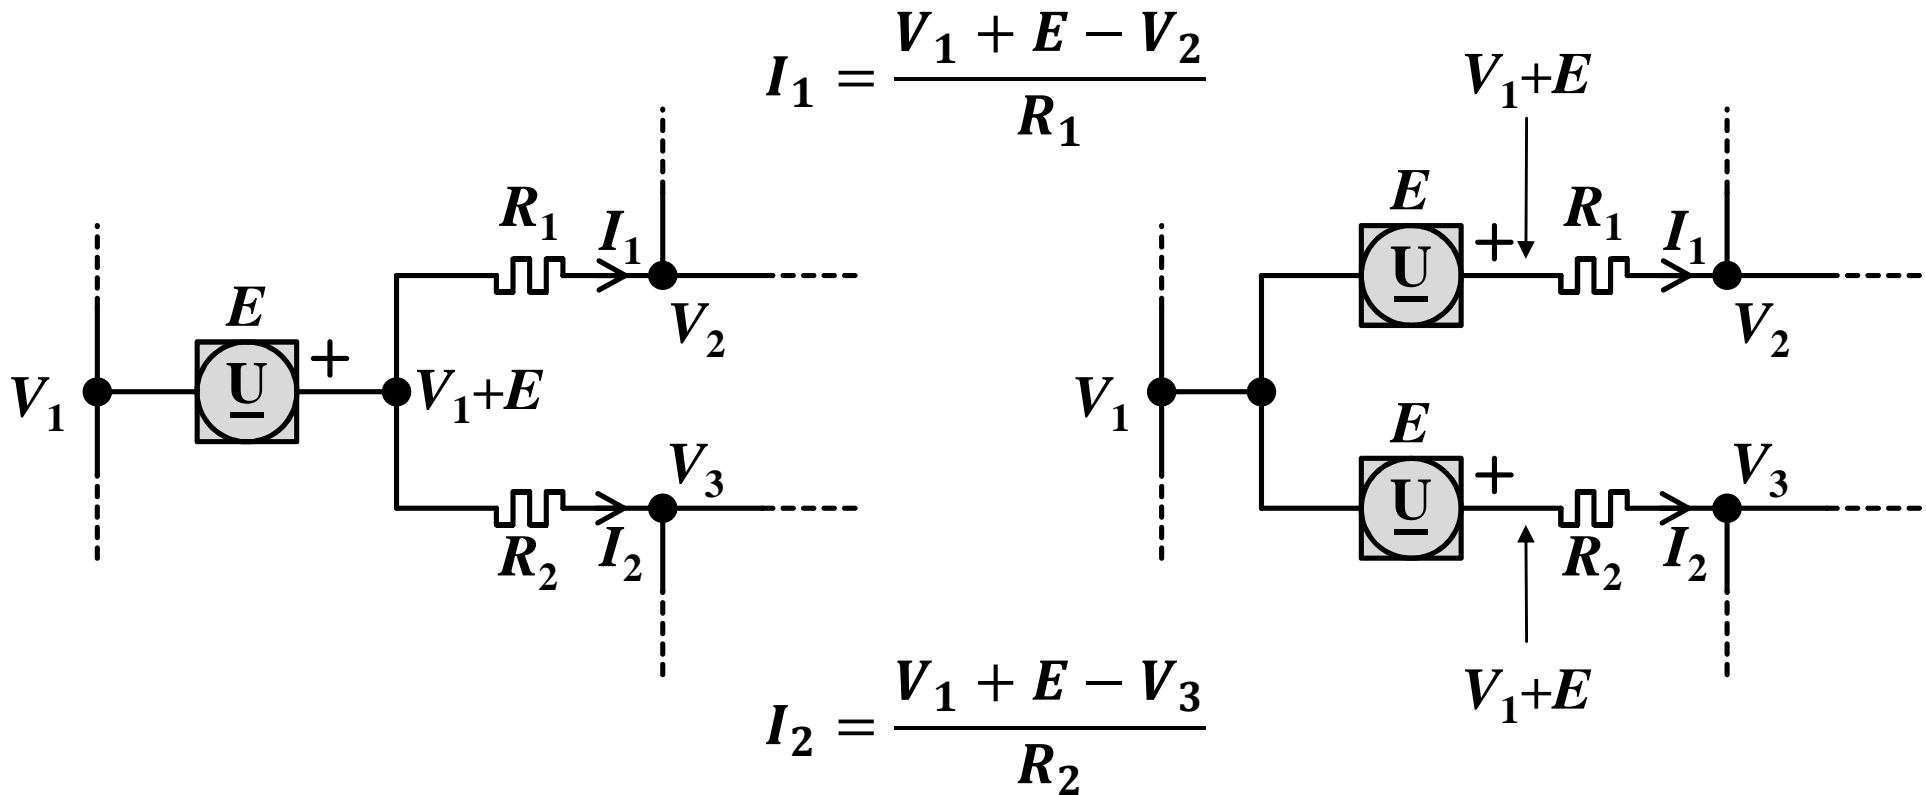 I₁ = (V₁ + E − V₂) / R₁
V₁+E
R₁
I₁
V₂
E
U
+
V₁
V₁+E
V₃
R₂
I₂
E
U
+
R₁
I₁
V₂
V₁
E
U
+
V₃
R₂
I₂
V₁+E
I₂ = (V₁ + E − V₃) / R₂